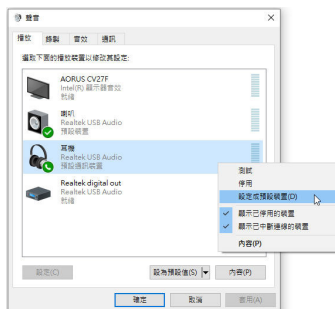 聲音
播放 錄製 音效 通訊
選取下面的播放裝置以修改其設定:
AORUS CV27F
Intel(R) 顯示器音效
就緒
喇叭
Realtek USB Audio
預設裝置
耳機
Realtek USB Audio
預設通訊裝置
Realtek digital out
Realtek USB Audio
就緒
測試
停用
設定成預設裝置(D)
顯示已停用的裝置
顯示已中斷連線的裝置
內容(P)
設定(C) 設為預設值(S) 內容(P)
確定 取消 套用(A)